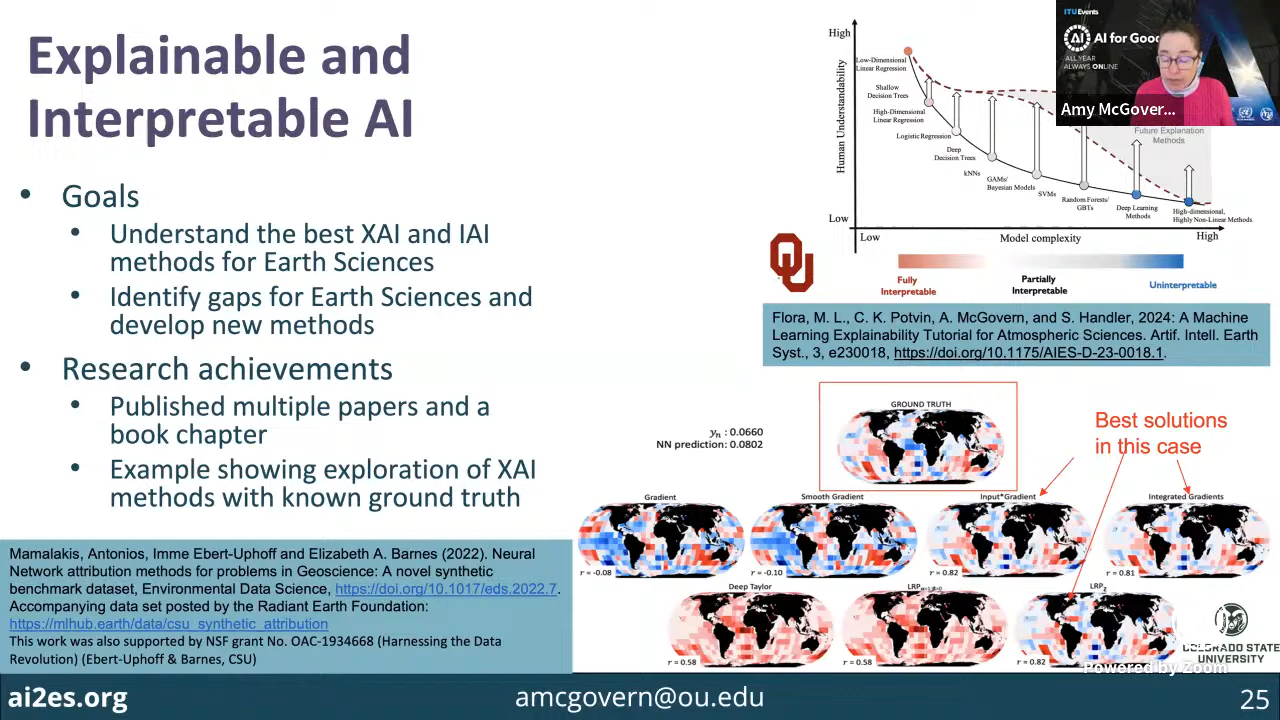 Explainable and
Interpretable AI
• Goals
• Understand the best XAI and IAI
methods for Earth Sciences
• Identify gaps for Earth Sciences and
develop new methods
• Research achievements
• Published multiple papers and a
book chapter
• Example showing exploration of XAI
methods with known ground truth
Mamalakis, Antonios, Imme Ebert-Uphoff and Elizabeth A. Barnes (2022). Neural
Network attribution methods for problems in Geoscience: A novel synthetic
benchmark dataset, Environmental Data Science, https://doi.org/10.1017/eds.2022.7.
Accompanying data set posted by the Radiant Earth Foundation:
https://mlhub.earth/data/csu_synthetic_attribution
This work was also supported by NSF grant No. OAC-1934668 (Harnessing the Data
Revolution) (Ebert-Uphoff & Barnes, CSU)
High
Human Understandability
Low
Low-Dimensional
Linear Regression
Shallow
Decision Trees
High-Dimensional
Linear Regression
Logistic Regression
Deep
Decision Trees
kNNs
GAMs/
Bayesian Models
SVMs
Random Forests/
GBTs
Deep Learning
Methods
High-dimensional,
Highly Non-Linear Methods
Future Explanation
Methods
Low
Model complexity
High
Fully
Interpretable
Partially
Interpretable
Uninterpretable
ITUEvents
AI AI for Good
ALL YEAR
ALWAYS ONLINE
Amy McGover...
Flora, M. L., C. K. Potvin, A. McGovern, and S. Handler, 2024: A Machine
Learning Explainability Tutorial for Atmospheric Sciences. Artif. Intell. Earth
Syst., 3, e230018, https://doi.org/10.1175/AIES-D-23-0018.1.
GROUND TRUTH
yn : 0.0660
NN prediction: 0.0802
Best solutions
in this case
Gradient
Smooth Gradient
Input*Gradient
Integrated Gradients
r = -0.08
r = -0.10
r = 0.82
r = 0.81
Deep Taylor
LRPα=1,β=0
LRPz
r = 0.58
r = 0.58
r = 0.82
COLORADO STATE
UNIVERSITY
Powered by Zoom
ai2es.org
amcgovern@ou.edu
25